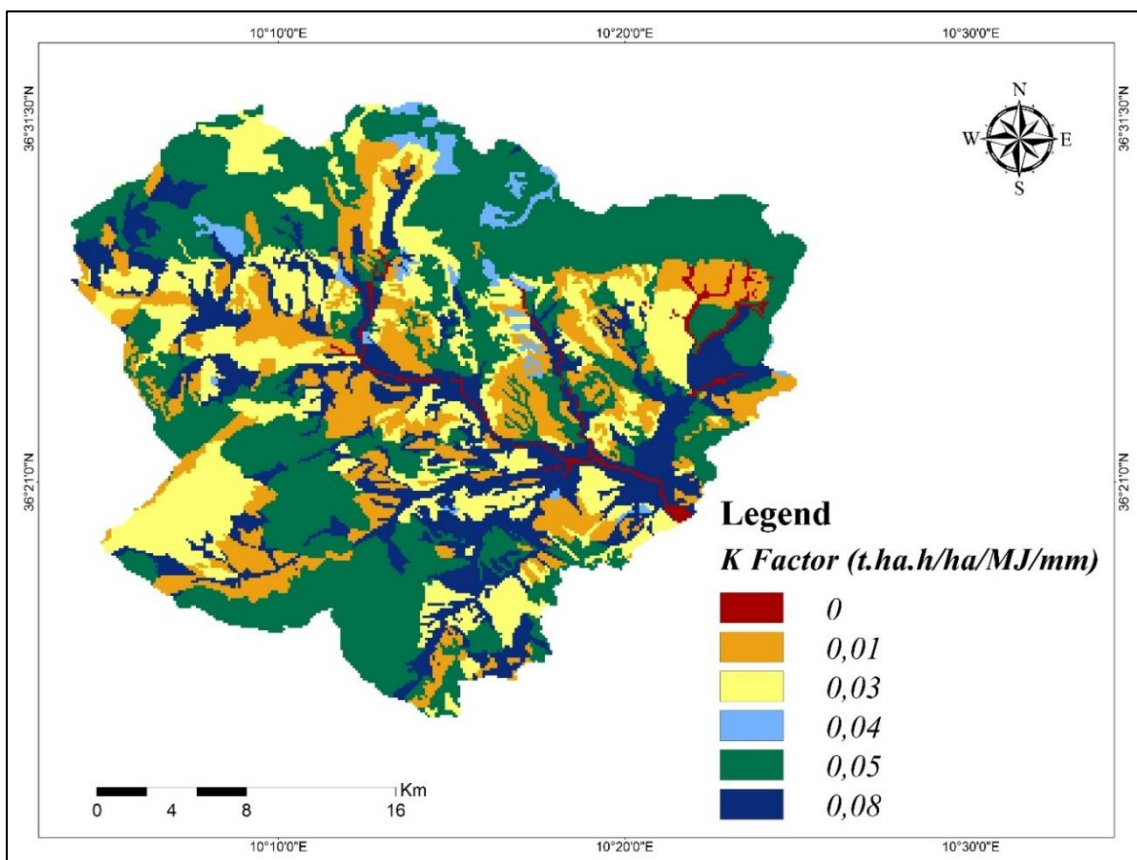 10°10'0"E 10°20'0"E 10°30'0"E
36°31'30"N
36°31'30"N
N
W E
S
36°21'0"N
36°21'0"N
Legend
K Factor (t.ha.h/ha/MJ/mm)
0
0,01
0,03
0,04
0,05
0,08
Km
0 4 8 16
10°10'0"E 10°20'0"E 10°30'0"E